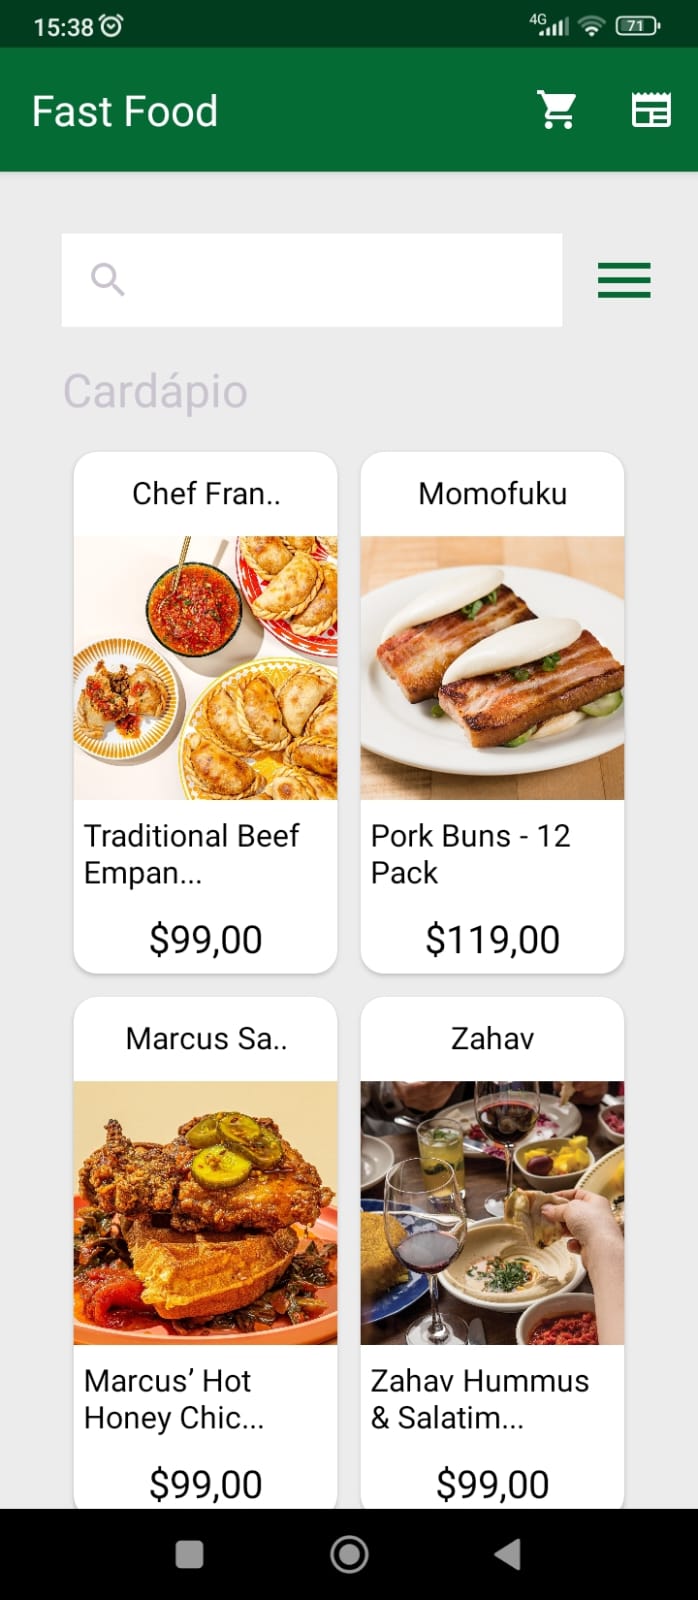 15:38
4G
71
Fast Food
Cardápio
Chef Fran..
Momofuku
Traditional Beef
Empan...
Pork Buns - 12
Pack
$99,00
$119,00
Marcus Sa..
Zahav
Marcus’ Hot
Honey Chic...
Zahav Hummus
& Salatim...
$99,00
$99,00